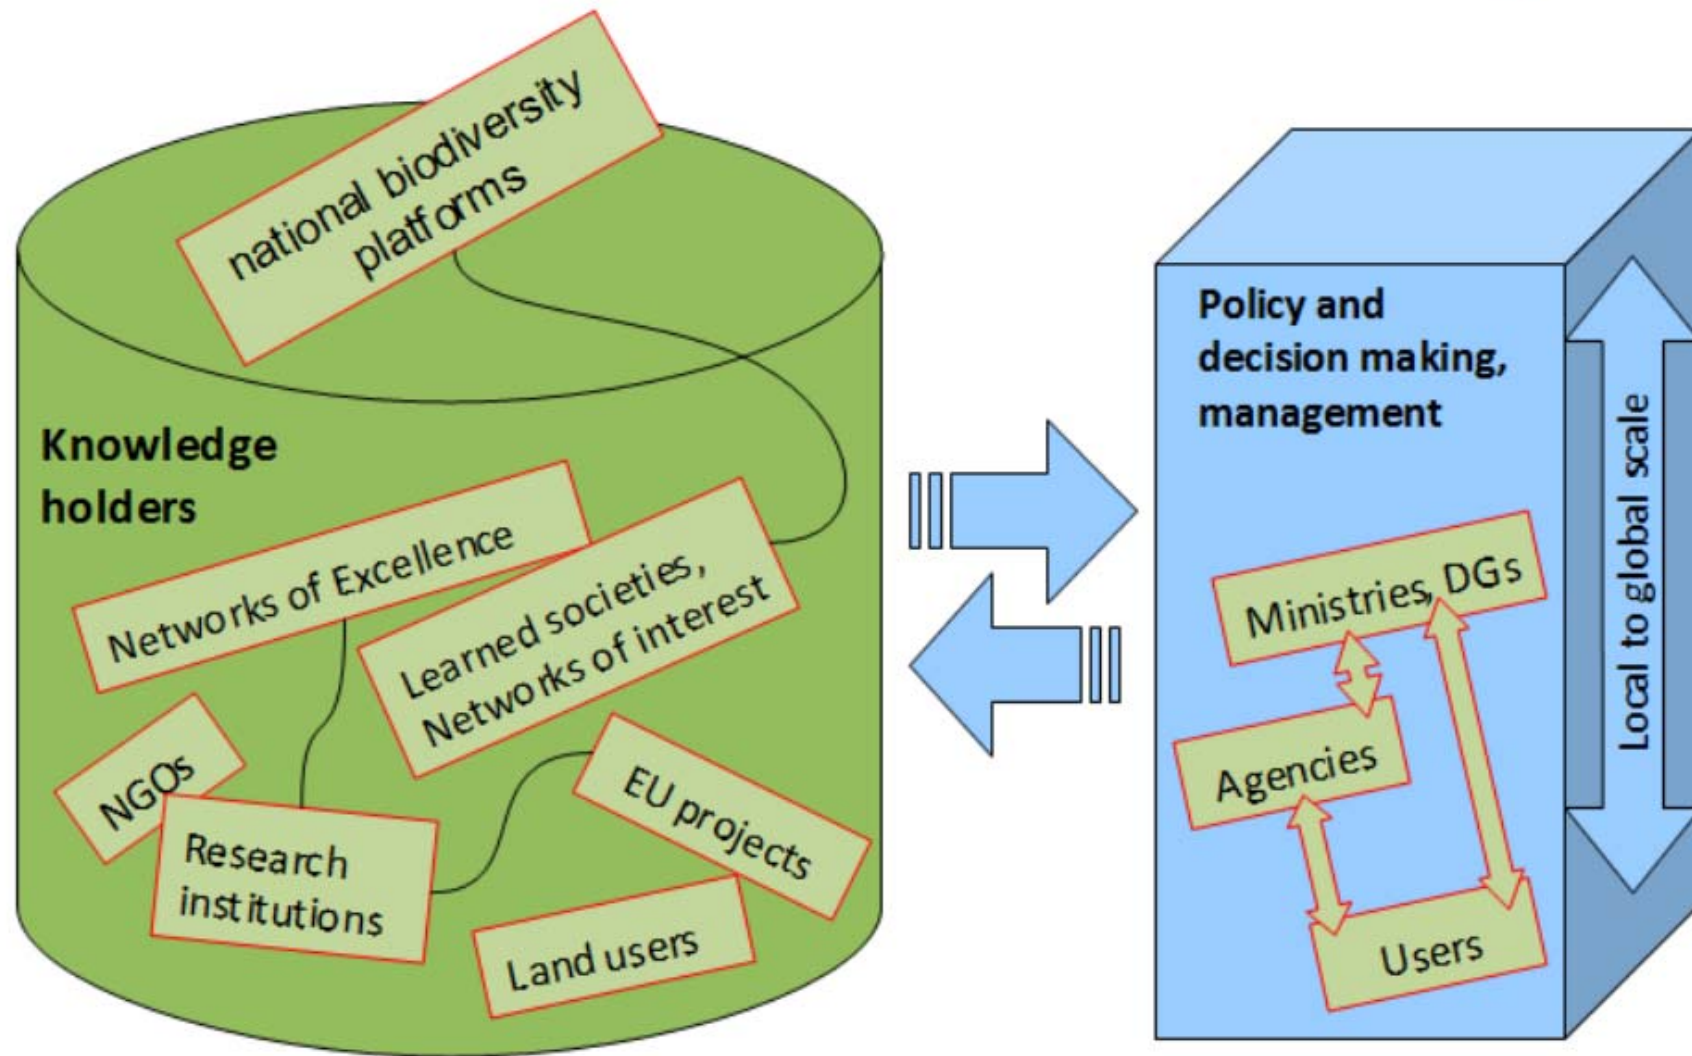 national biodiversity
platforms
Knowledge
holders
Networks of Excellence
Learned societies,
Networks of interest
NGOs
Research
institutions
EU projects
Land users
Policy and
decision making,
management
Ministries, DGs
Agencies
Users
Local to global scale